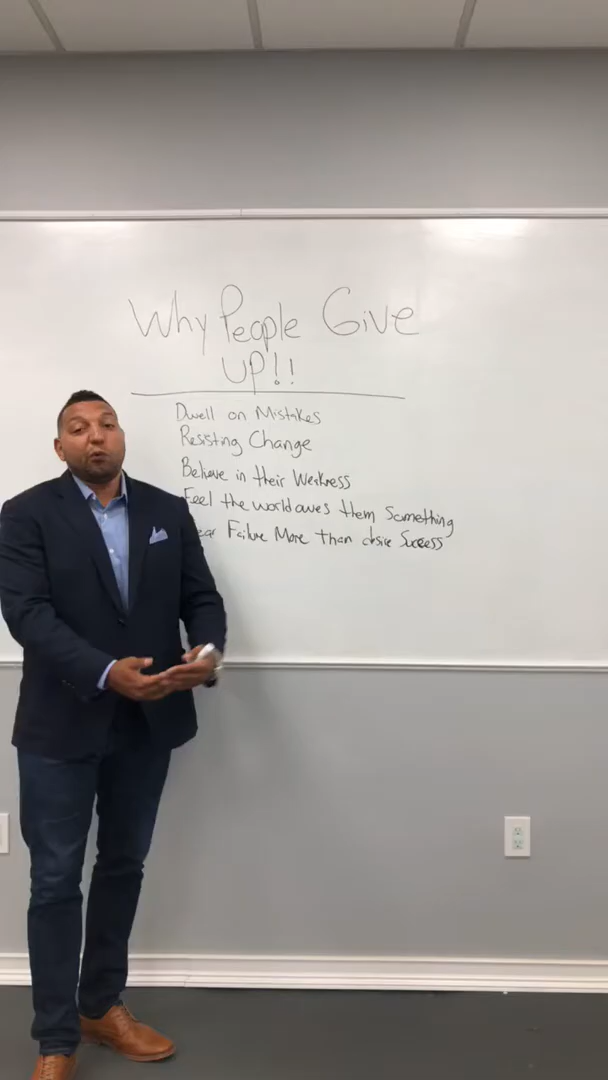 Why People Give
UP!!
Dwell on Mistakes
Resisting Change
Believe in their Weakness
Feel the world owes them Something
Failure More than desire Success